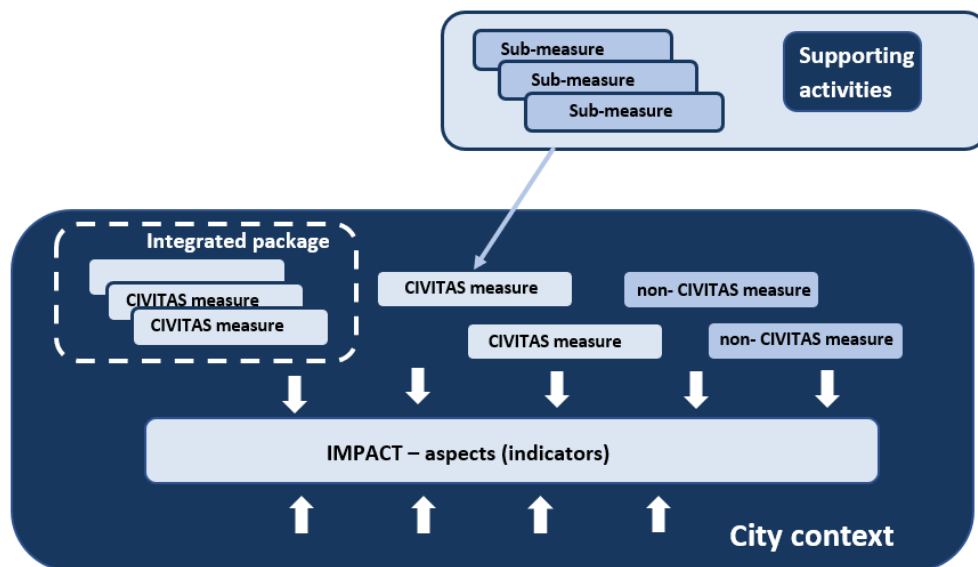 Sub-measure
Sub-measure
Sub-measure
Supporting
activities
Integrated package
CIVITAS measure
CIVITAS measure
CIVITAS measure
CIVITAS measure
non- CIVITAS measure
non- CIVITAS measure
IMPACT – aspects (indicators)
City context